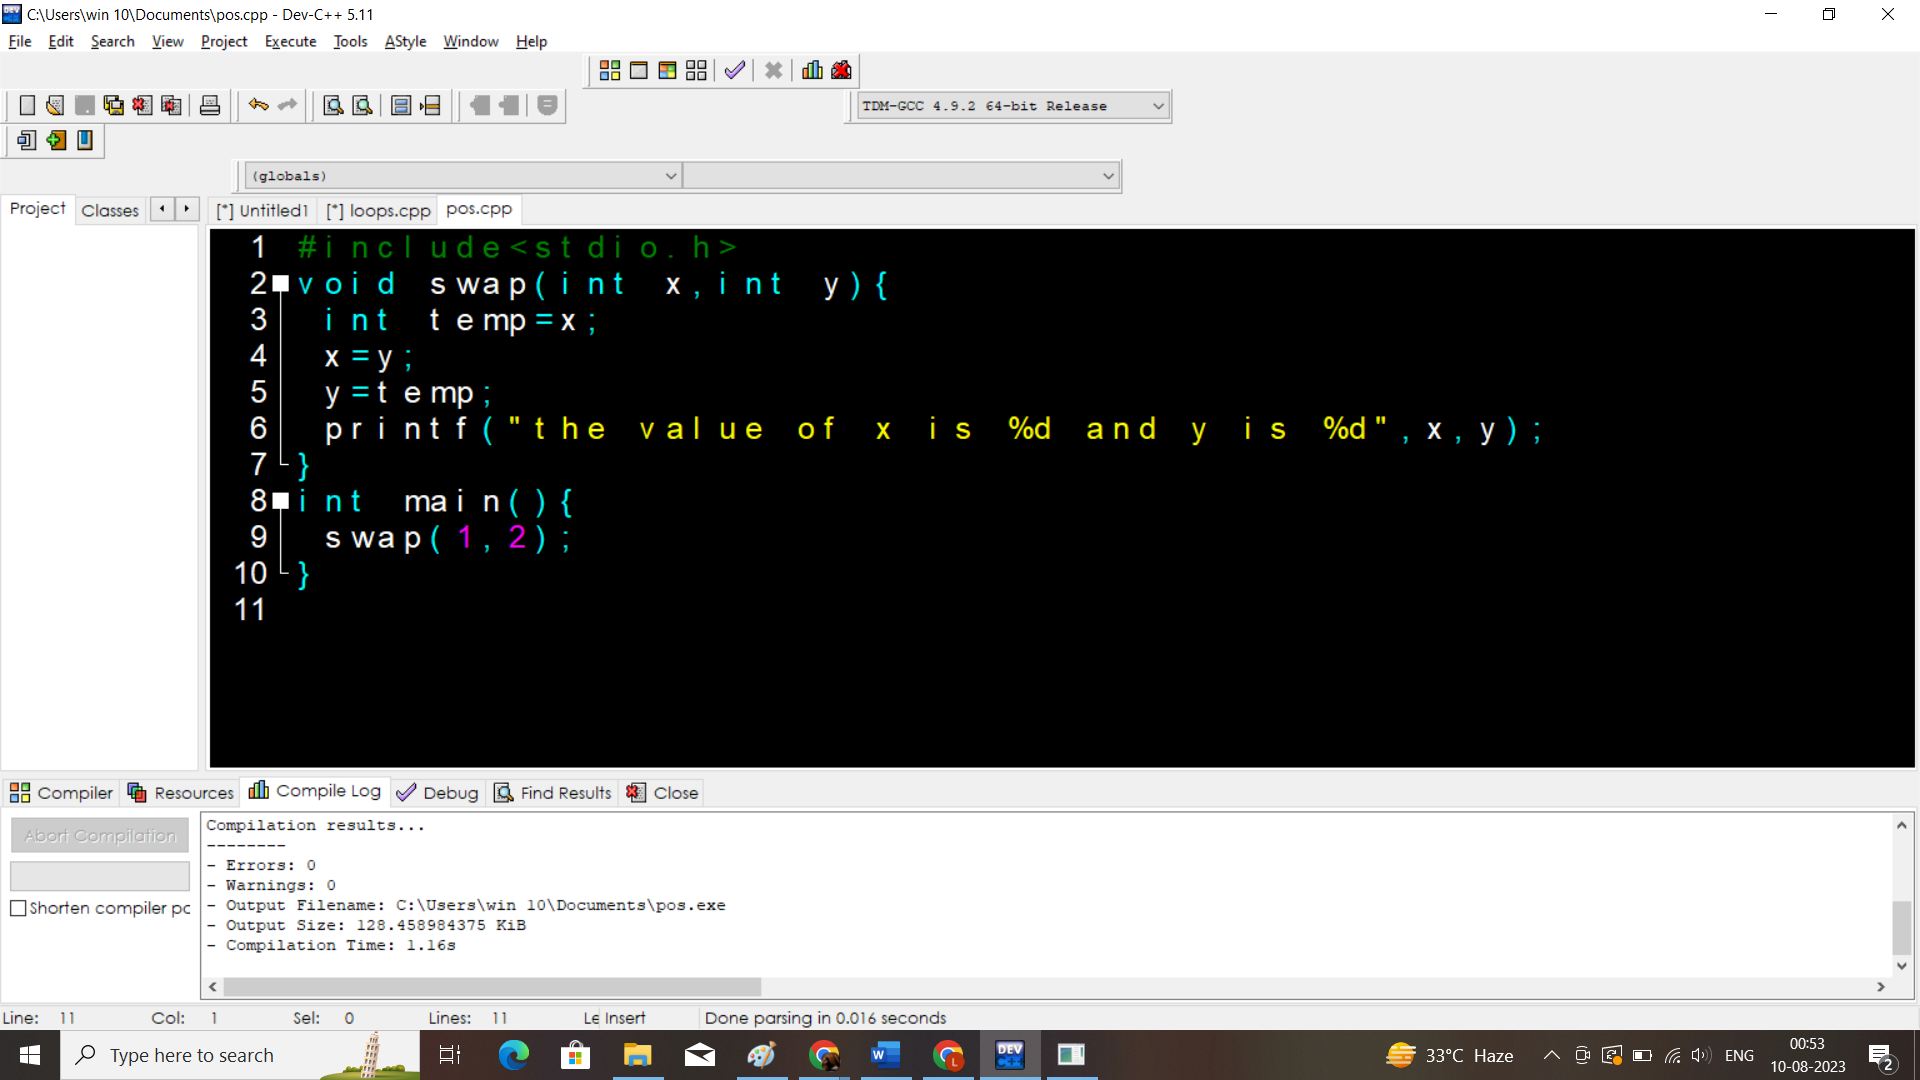 C:\Users\win 10\Documents\pos.cpp - Dev-C++ 5.11
File Edit Search View Project Execute Tools AStyle Window Help
TDM-GCC 4.9.2 64-bit Release
(globals)
Project Classes [*] Untitled1 [*] loops.cpp pos.cpp
1 #include<stdio.h>
2 void swap(int x,int y){
3 int temp=x;
4 x=y;
5 y=temp;
6 printf("the value of x is %d and y is %d",x,y);
7 }
8 int main(){
9 swap(1,2);
10 }
11
Compiler Resources Compile Log Debug Find Results Close
Abort Compilation
Shorten compiler pa
Compilation results...
--------
- Errors: 0
- Warnings: 0
- Output Filename: C:\Users\win 10\Documents\pos.exe
- Output Size: 128.458984375 KiB
- Compilation Time: 1.16s
Line: 11 Col: 1 Sel: 0 Lines: 11 Le Insert Done parsing in 0.016 seconds
Type here to search
DEV C++
33°C Haze
ENG
00:53
10-08-2023
2